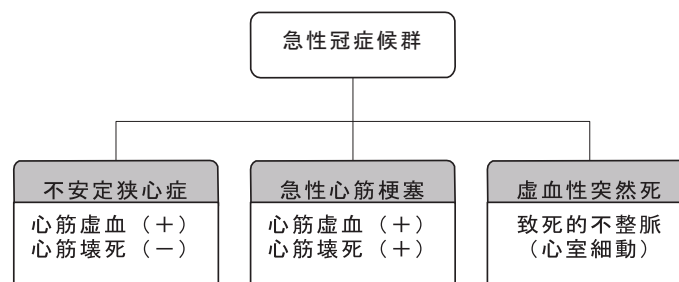 急性冠症候群
不安定狭心症
心筋虚血（＋）
心筋壊死（－）
急性心筋梗塞
心筋虚血（＋）
心筋壊死（＋）
虚血性突然死
致死的不整脈
（心室細動）